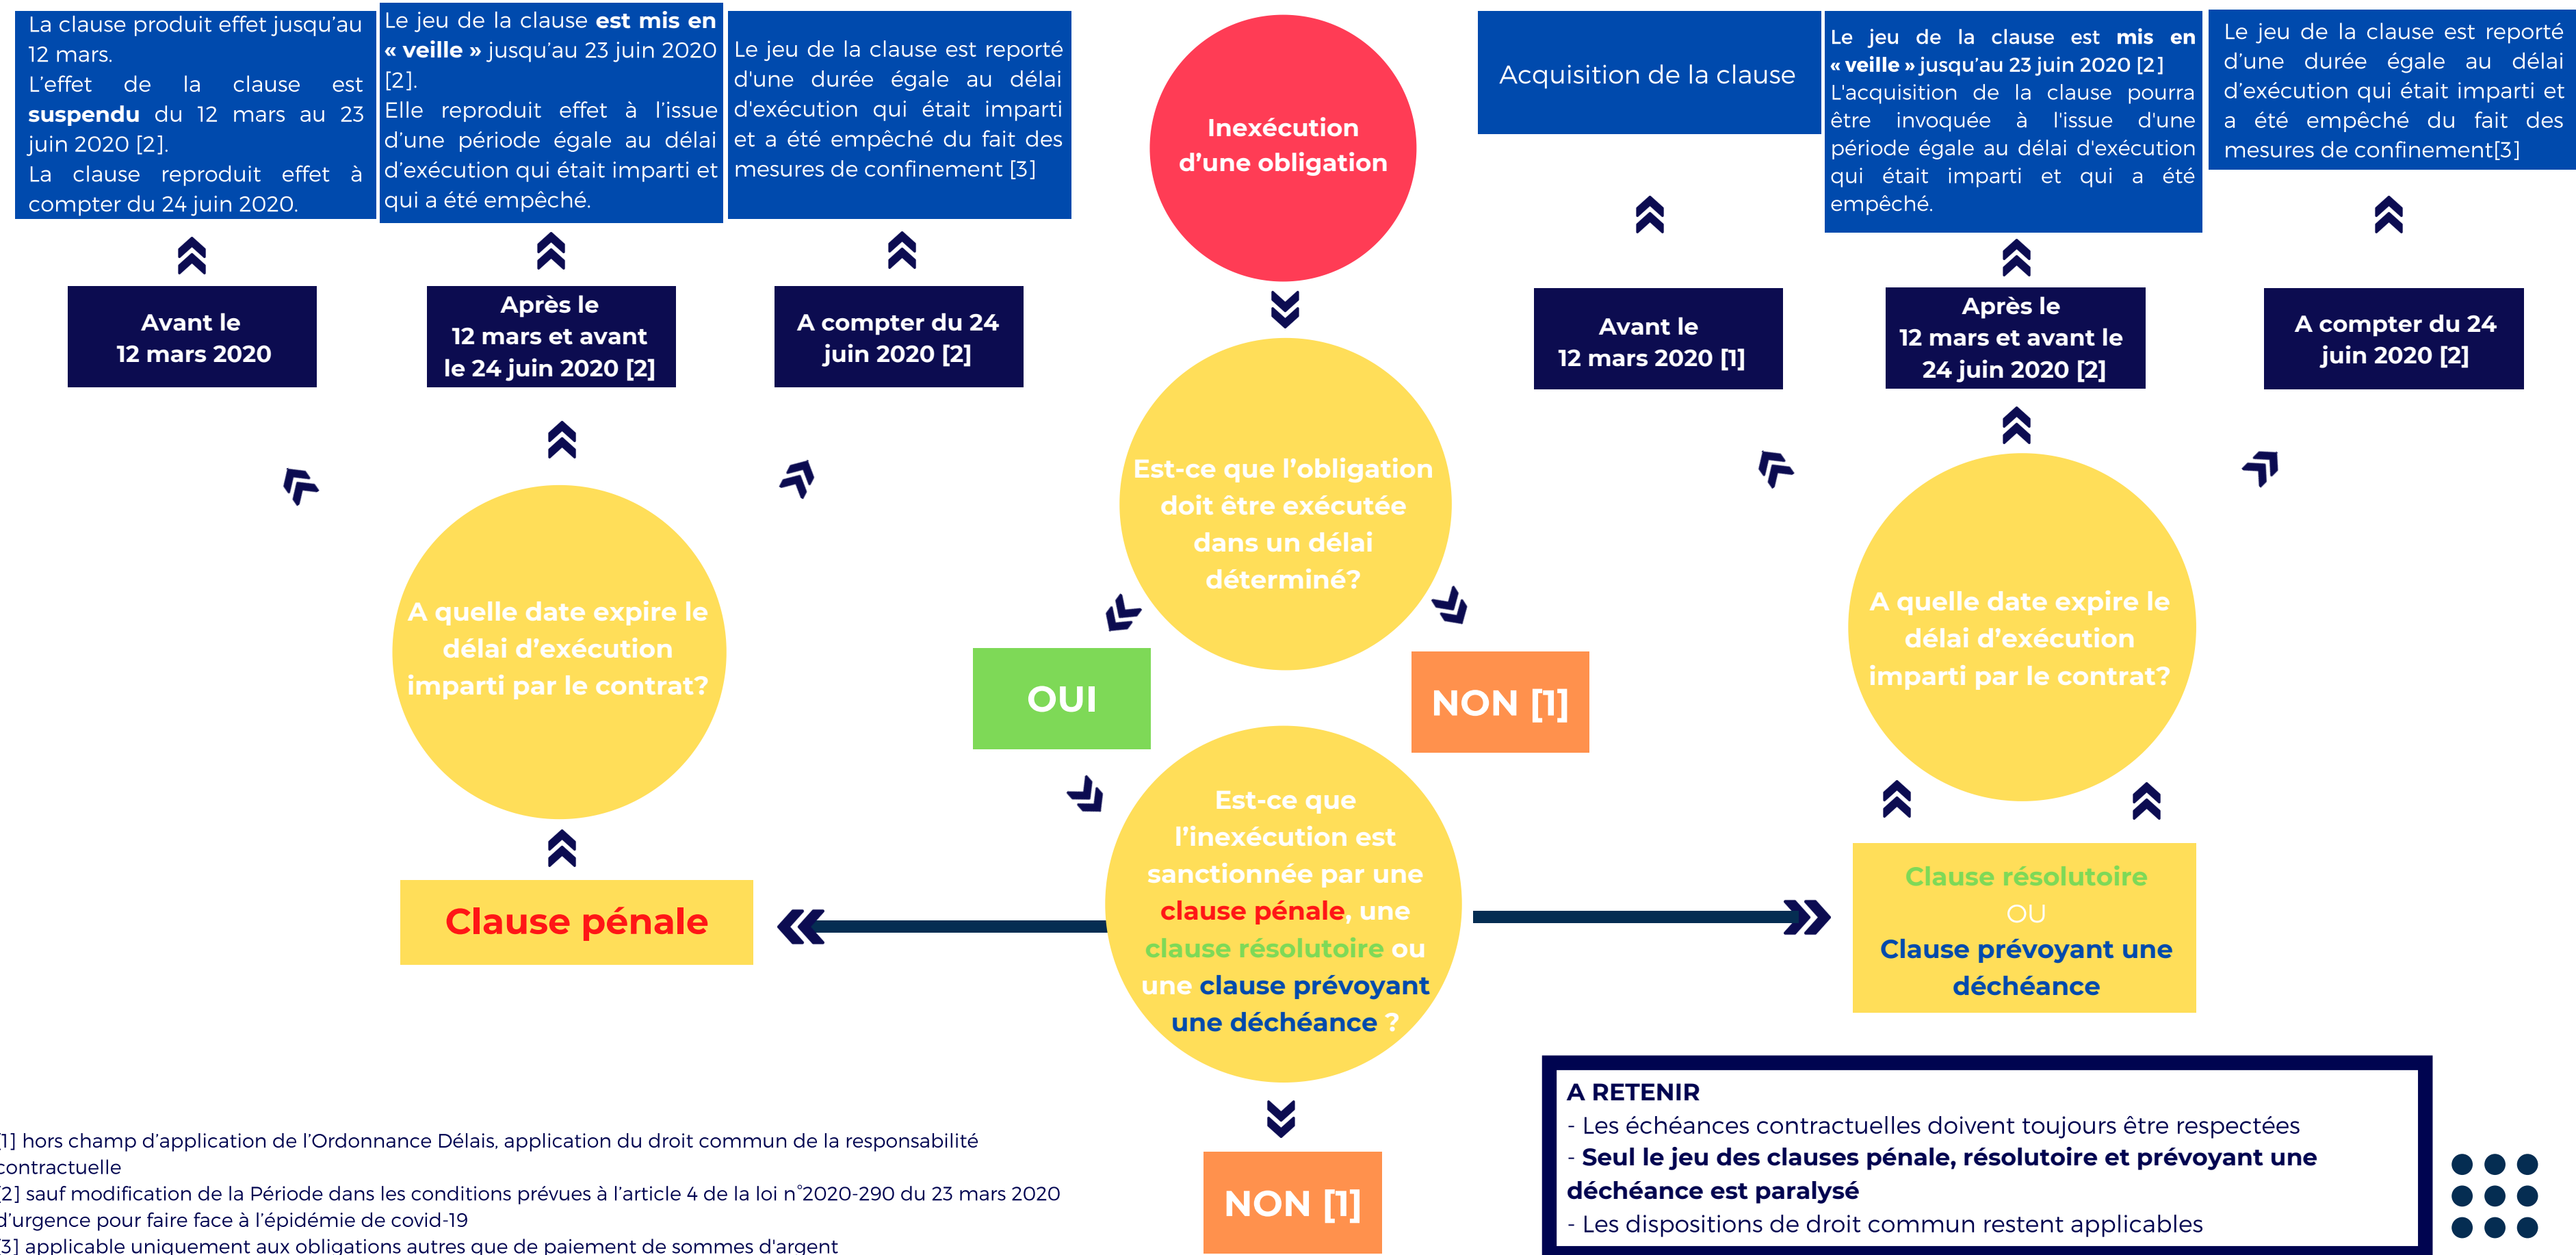 La clause produit effet jusqu'au
12 mars.
L'effet de la clause est
suspendu du 12 mars au 23
juin 2020 [2].
La clause reproduit effet à
compter du 24 juin 2020.
Le jeu de la clause est mis en
« veille » jusqu'au 23 juin 2020
[2].
Elle reproduit effet à l'issue
d'une période égale au délai
d'exécution qui était imparti et
qui a été empêché.
Le jeu de la clause est reporté
d'une durée égale au délai
d'exécution qui était imparti
et a été empêché du fait des
mesures de confinement [3]
Inexécution
d'une obligation
Acquisition de la clause
Le jeu de la clause est mis en
« veille » jusqu'au 23 juin 2020 [2]
L'acquisition de la clause pourra
être invoquée à l'issue d'une
période égale au délai d'exécution
qui était imparti et qui a été
empêché.
Le jeu de la clause est reporté
d'une durée égale au délai
d'exécution qui était imparti et
a été empêché du fait des
mesures de confinement[3]
Avant le
12 mars 2020
Après le
12 mars et avant
le 24 juin 2020 [2]
A compter du 24
juin 2020 [2]
Avant le
12 mars 2020 [1]
Après le
12 mars et avant le
24 juin 2020 [2]
A compter du 24
juin 2020 [2]
Est-ce que l'obligation
doit être exécutée
dans un délai
déterminé?
A quelle date expire le
délai d'exécution
imparti par le contrat?
A quelle date expire le
délai d'exécution
imparti par le contrat?
OUI
NON [1]
Est-ce que
l'inexécution est
sanctionnée par une
clause pénale, une
clause résolutoire ou
une clause prévoyant
une déchéance ?
Clause pénale
Clause résolutoire
OU
Clause prévoyant une
déchéance
NON [1]
A RETENIR
- Les échéances contractuelles doivent toujours être respectées
- Seul le jeu des clauses pénale, résolutoire et prévoyant une
déchéance est paralysé
- Les dispositions de droit commun restent applicables
[1] hors champ d'application de l'Ordonnance Délais, application du droit commun de la responsabilité
contractuelle
[2] sauf modification de la Période dans les conditions prévues à l'article 4 de la loi n°2020-290 du 23 mars 2020
d'urgence pour faire face à l'épidémie de covid-19
[3] applicable uniquement aux obligations autres que de paiement de sommes d'argent